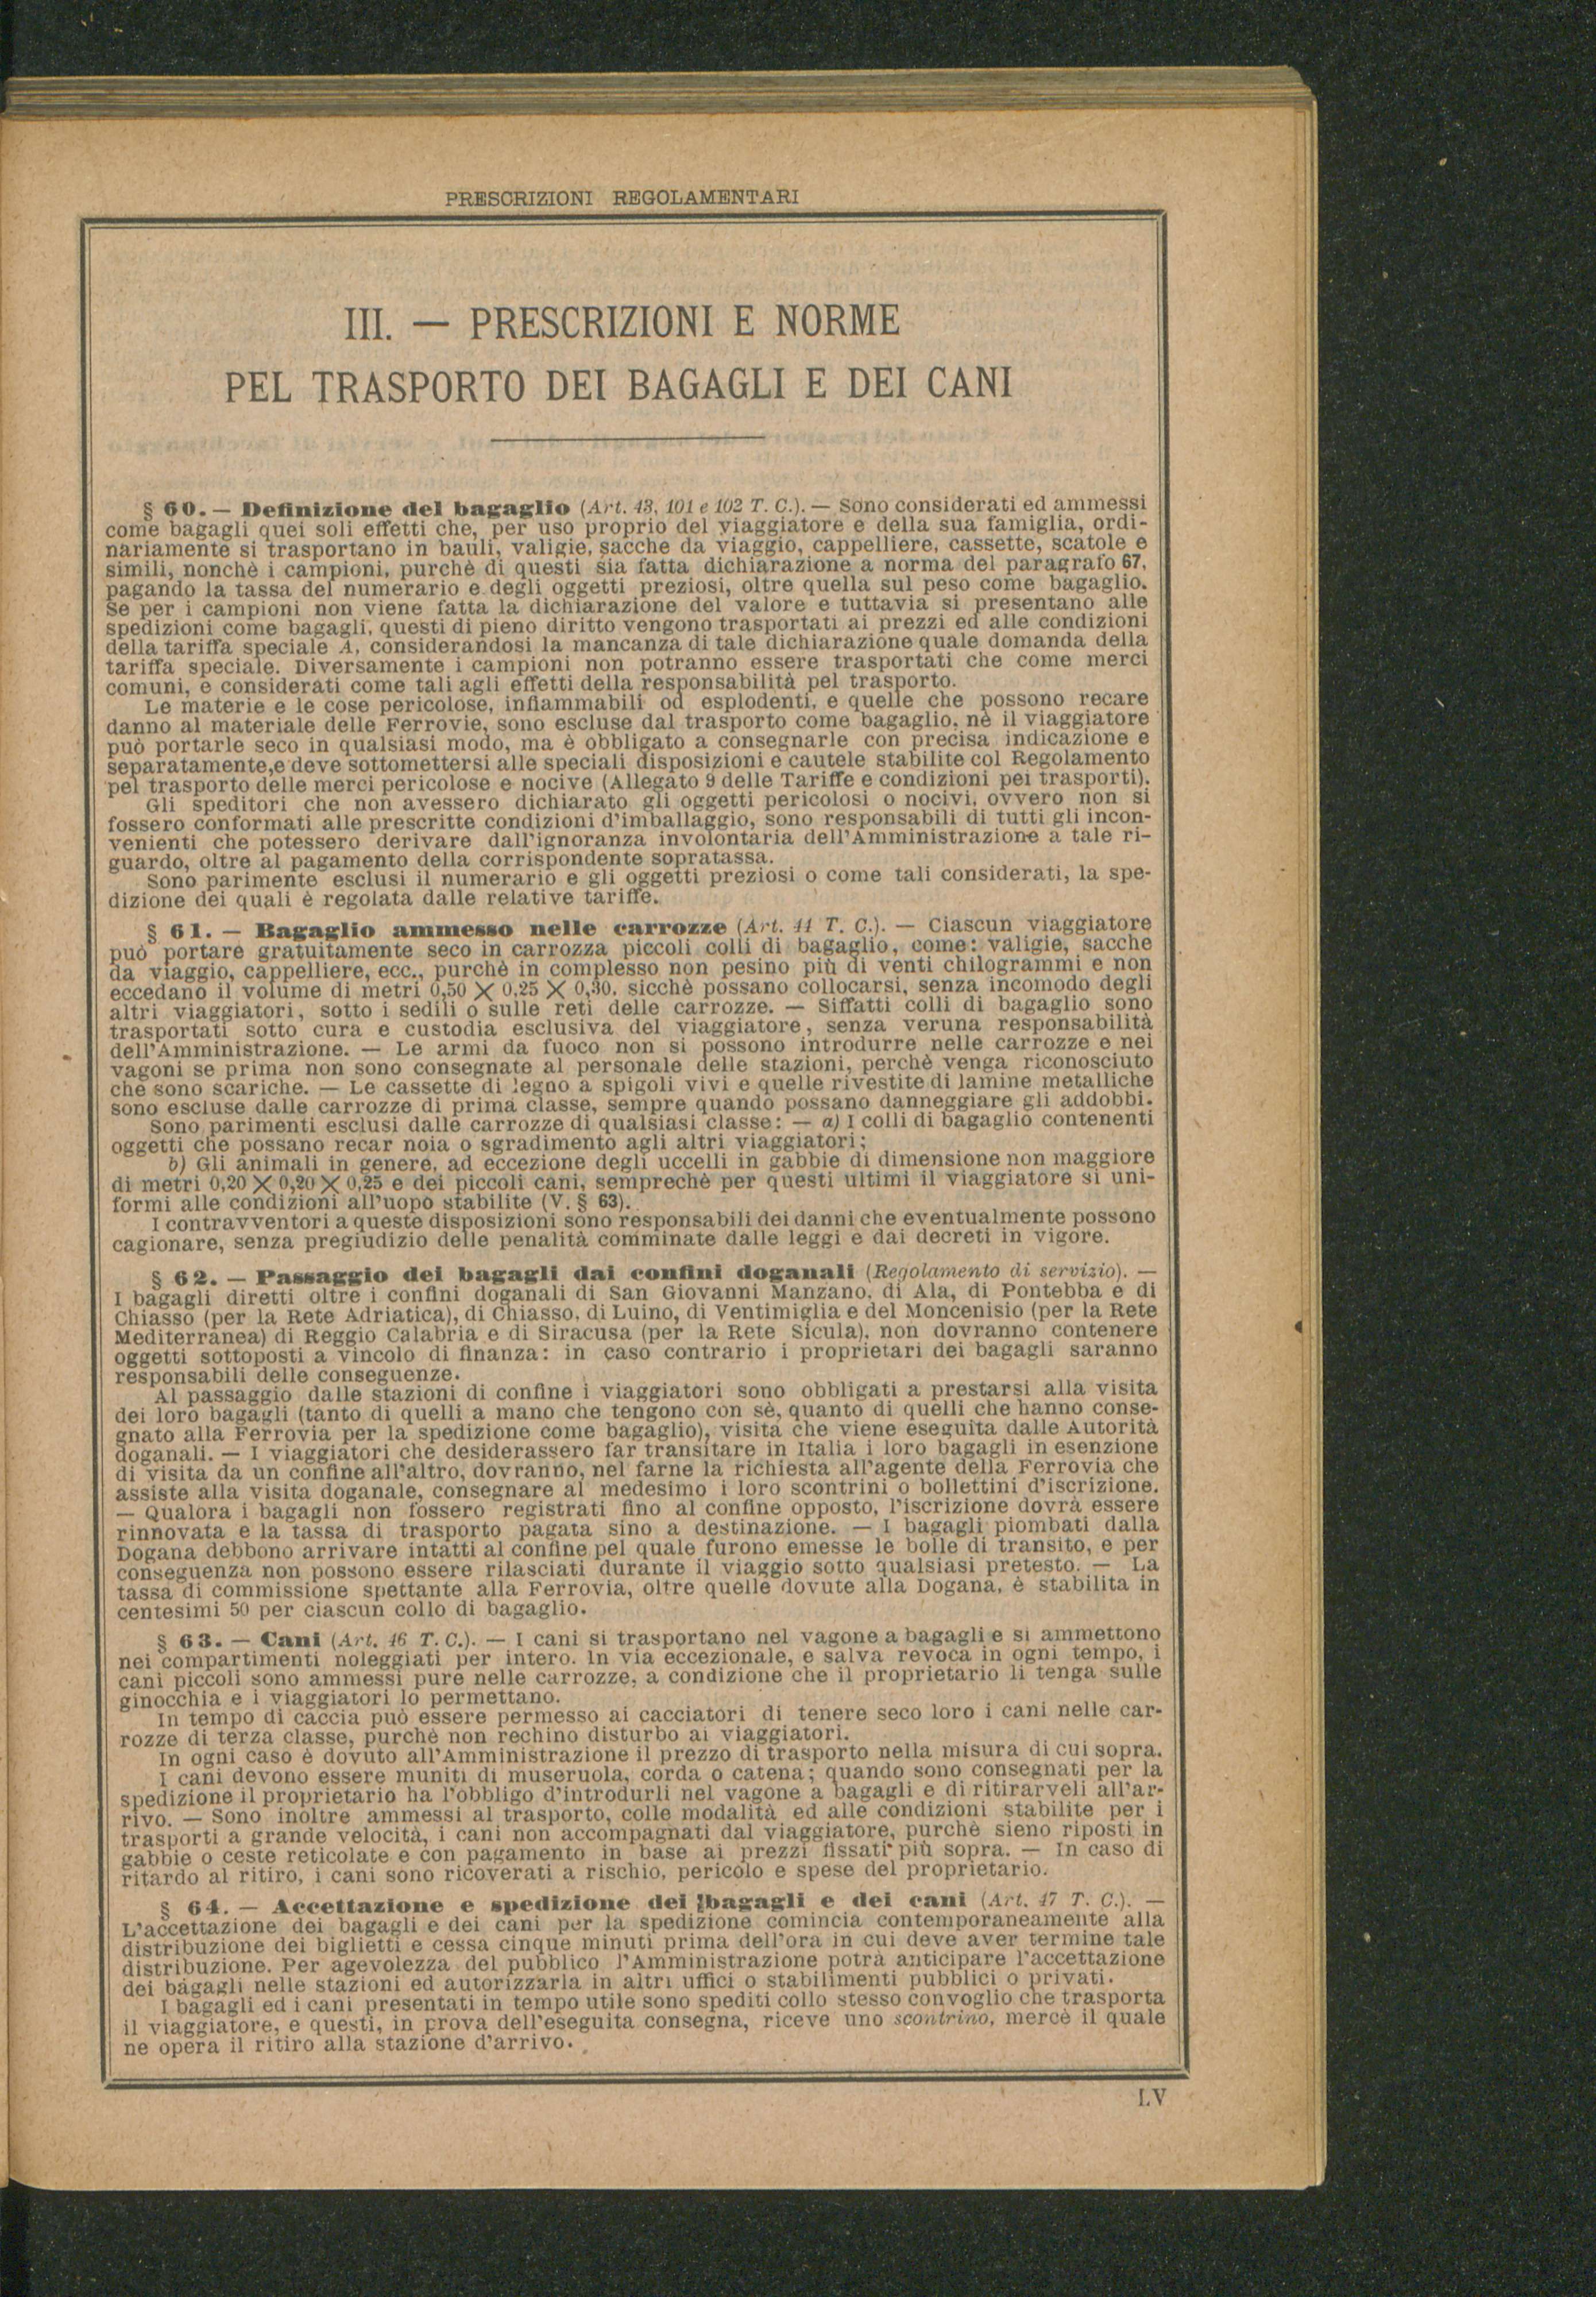 PRESCRIZIONI REGOLAMENTARI
III. — PRESCRIZIONI E NORME
PEL TRASPORTO DEI BAGAGLI E DEI CANI
§ 60. — Definizione del bagaglio (Art. 43, 101 e 102 T. C.). — Sono considerati ed ammessi
come bagagli quei soli effetti che, per uso proprio del viaggiatore e della sua famiglia, ordi-
nariamente si trasportano in bauli, valigie, sacche da viaggio, cappelliere, cassette, scatole e
simili, nonchè i campioni, purchè di questi sia fatta dichiarazione a norma del paragrafo 67,
pagando la tassa del numerario e degli oggetti preziosi, oltre quella sul peso come bagaglio.
Se per i campioni non viene fatta la dichiarazione del valore e tuttavia si presentano alle
spedizioni come bagagli, questi di pieno diritto vengono trasportati ai prezzi ed alle condizioni
della tariffa speciale A, considerandosi la mancanza di tale dichiarazione quale domanda della
tariffa speciale. Diversamente i campioni non potranno essere trasportati che come merci
comuni, e considerati come tali agli effetti della responsabilità pel trasporto.
Le materie e le cose pericolose, infiammabili od esplodenti, e quelle che possono recare
danno al materiale delle Ferrovie, sono escluse dal trasporto come bagaglio, nè il viaggiatore
può portarle seco in qualsiasi modo, ma è obbligato a consegnarle con precisa indicazione e
separatamente,e deve sottomettersi alle speciali disposizioni e cautele stabilite col Regolamento
pel trasporto delle merci pericolose e nocive (Allegato 9 delle Tariffe e condizioni pei trasporti).
Gli speditori che non avessero dichiarato gli oggetti pericolosi o nocivi, ovvero non si
fossero conformati alle prescritte condizioni d'imballaggio, sono responsabili di tutti gli incon-
venienti che potessero derivare dall'ignoranza involontaria dell'Amministrazione a tale ri-
guardo, oltre al pagamento della corrispondente sopratassa.
Sono parimente esclusi il numerario e gli oggetti preziosi o come tali considerati, la spe-
dizione dei quali è regolata dalle relative tariffe.
§ 61. — Bagaglio ammesso nelle carrozze (Art. 11 T. C.). — Ciascun viaggiatore
può portare gratuitamente seco in carrozza piccoli colli di bagaglio, come: valigie, sacche
da viaggio, cappelliere, ecc., purchè in complesso non pesino più di venti chilogrammi e non
eccedano il volume di metri 0,50 X 0,25 X 0,30, sicchè possano collocarsi, senza incomodo degli
altri viaggiatori, sotto i sedili o sulle reti delle carrozze. — Siffatti colli di bagaglio sono
trasportati sotto cura e custodia esclusiva del viaggiatore, senza veruna responsabilità
dell'Amministrazione. — Le armi da fuoco non si possono introdurre nelle carrozze e nei
vagoni se prima non sono consegnate al personale delle stazioni, perchè venga riconosciuto
che sono scariche. — Le cassette di legno a spigoli vivi e quelle rivestite di lamine metalliche
sono escluse dalle carrozze di prima classe, sempre quando possano danneggiare gli addobbi.
Sono parimenti esclusi dalle carrozze di qualsiasi classe: — a) I colli di bagaglio contenenti
oggetti che possano recar noia o sgradimento agli altri viaggiatori;
b) Gli animali in genere, ad eccezione degli uccelli in gabbie di dimensione non maggiore
di metri 0,20 X 0,20 X 0,25 e dei piccoli cani, sempreché per questi ultimi il viaggiatore si uni-
formi alle condizioni all'uopo stabilite (V. § 63).
I contravventori a queste disposizioni sono responsabili dei danni che eventualmente possono
cagionare, senza pregiudizio delle penalità comminate dalle leggi e dai decreti in vigore.
§ 62. — Passaggio dei bagagli dai confini doganali (Regolamento di servizio). —
I bagagli diretti oltre i confini doganali di San Giovanni Manzano, di Ala, di Pontebba e di
Chiasso (per la Rete Adriatica), di Chiasso, di Luino, di Ventimiglia e del Moncenisio (per la Rete
Mediterranea) di Reggio Calabria e di Siracusa (per la Rete Sicula), non dovranno contenere
oggetti sottoposti a vincolo di finanza: in caso contrario i proprietari dei bagagli saranno
responsabili delle conseguenze.
Al passaggio dalle stazioni di confine i viaggiatori sono obbligati a prestarsi alla visita
dei loro bagagli (tanto di quelli a mano che tengono con sè, quanto di quelli che hanno conse-
gnato alla Ferrovia per la spedizione come bagaglio), visita che viene eseguita dalle Autorità
doganali. — I viaggiatori che desiderassero far transitare in Italia i loro bagagli in esenzione
di visita da un confine all'altro, dovranno, nel farne la richiesta all'agente della Ferrovia che
assiste alla visita doganale, consegnare al medesimo i loro scontrini o bollettini d'iscrizione.
— Qualora i bagagli non fossero registrati fino al confine opposto, l'iscrizione dovrà essere
rinnovata e la tassa di trasporto pagata sino a destinazione. — I bagagli piombati dalla
Dogana debbono arrivare intatti al confine pel quale furono emesse le bolle di transito, e per
conseguenza non possono essere rilasciati durante il viaggio sotto qualsiasi pretesto. — La
tassa di commissione spettante alla Ferrovia, oltre quelle dovute alla Dogana, è stabilita in
centesimi 50 per ciascun collo di bagaglio.
§ 63. — Cani (Art. 16 T. C.). — I cani si trasportano nel vagone a bagagli e si ammettono
nei compartimenti noleggiati per intero. In via eccezionale, e salva revoca in ogni tempo, i
cani piccoli sono ammessi pure nelle carrozze, a condizione che il proprietario li tenga sulle
ginocchia e i viaggiatori lo permettano.
In tempo di caccia può essere permesso ai cacciatori di tenere seco loro i cani nelle car-
rozze di terza classe, purchè non rechino disturbo ai viaggiatori.
In ogni caso è dovuto all'Amministrazione il prezzo di trasporto nella misura di cui sopra.
I cani devono essere muniti di museruola, corda o catena; quando sono consegnati per la
spedizione il proprietario ha l'obbligo d'introdurli nel vagone a bagagli e di ritirarveli all'ar-
rivo. — Sono inoltre ammessi al trasporto, colle modalità ed alle condizioni stabilite per i
trasporti a grande velocità, i cani non accompagnati dal viaggiatore, purchè sieno riposti in
gabbie o ceste reticolate e con pagamento in base ai prezzi fissati più sopra. — In caso di
ritardo al ritiro, i cani sono ricoverati a rischio, pericolo e spese del proprietario.
§ 64. — Accettazione e spedizione dei bagagli e dei cani (Art. 17 T. C.). —
L'accettazione dei bagagli e dei cani per la spedizione comincia contemporaneamente alla
distribuzione dei biglietti e cessa cinque minuti prima dell'ora in cui deve aver termine tale
distribuzione. Per agevolezza del pubblico l'Amministrazione potrà anticipare l'accettazione
dei bagagli nelle stazioni ed autorizzarla in altri uffici o stabilimenti pubblici o privati.
I bagagli ed i cani presentati in tempo utile sono spediti collo stesso convoglio che trasporta
il viaggiatore, e questi, in prova dell'eseguita consegna, riceve uno scontrino, mercè il quale
ne opera il ritiro alla stazione d'arrivo.
LV